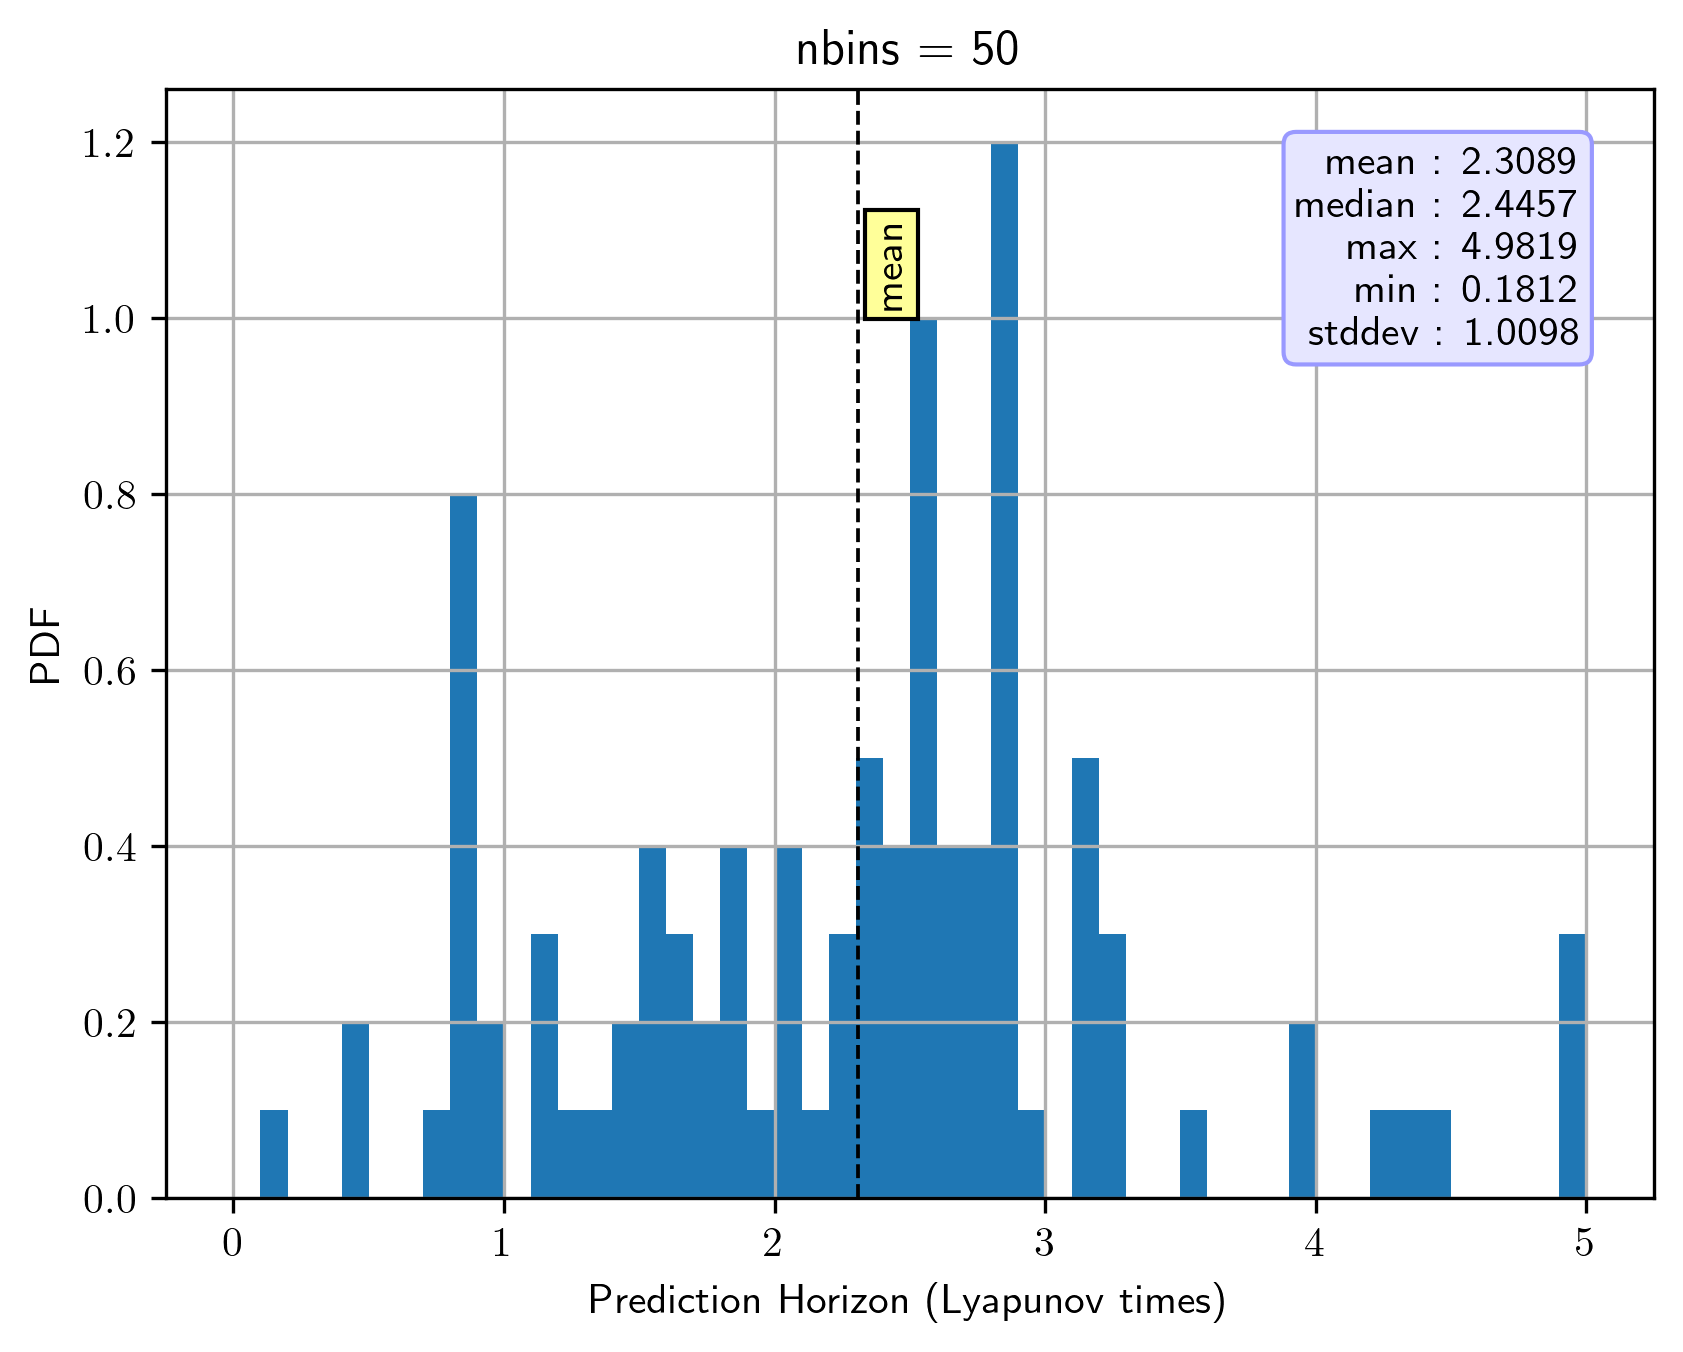 nbins = 50
1.2
1.0
0.8
0.6
0.4
0.2
0.0
PDF
mean
mean : 2.3089
median : 2.4457
max : 4.9819
min : 0.1812
stddev : 1.0098
0 1 2 3 4 5
Prediction Horizon (Lyapunov times)